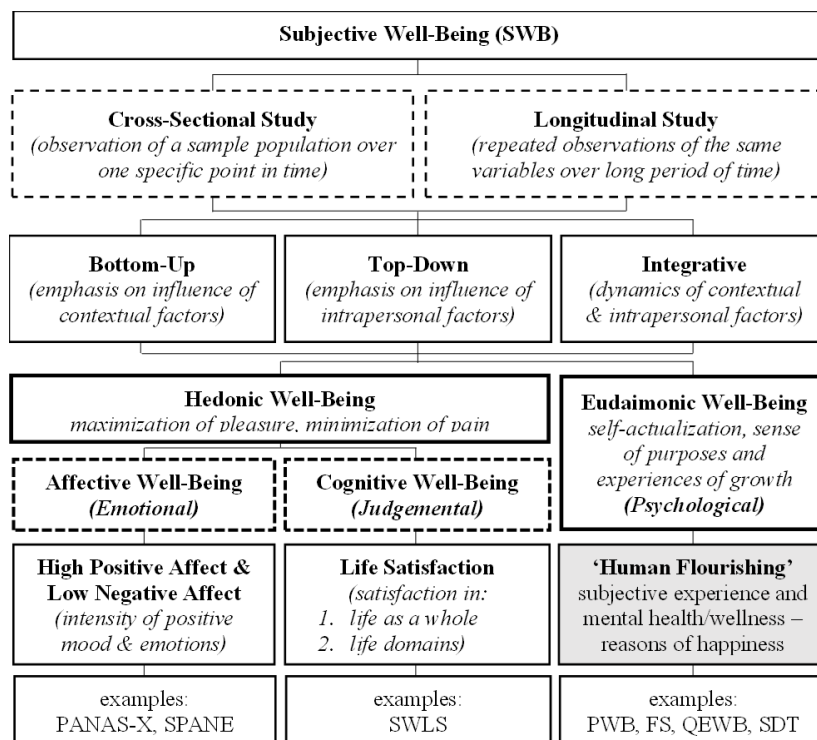 Subjective Well-Being (SWB)
Cross-Sectional Study
(observation of a sample population over
one specific point in time)
Longitudinal Study
(repeated observations of the same
variables over long period of time)
Bottom-Up
(emphasis on influence of
contextual factors)
Top-Down
(emphasis on influence of
intrapersonal factors)
Integrative
(dynamics of contextual
& intrapersonal factors)
Hedonic Well-Being
maximization of pleasure, minimization of pain
Eudaimonic Well-Being
self-actualization, sense
of purposes and
experiences of growth
(Psychological)
Affective Well-Being
(Emotional)
Cognitive Well-Being
(Judgemental)
High Positive Affect &
Low Negative Affect
(intensity of positive
mood & emotions)
Life Satisfaction
(satisfaction in:
1. life as a whole
2. life domains)
‘Human Flourishing’
subjective experience and
mental health/wellness –
reasons of happiness
examples:
PANAS-X, SPANE
examples:
SWLS
examples:
PWB, FS, QEWB, SDT